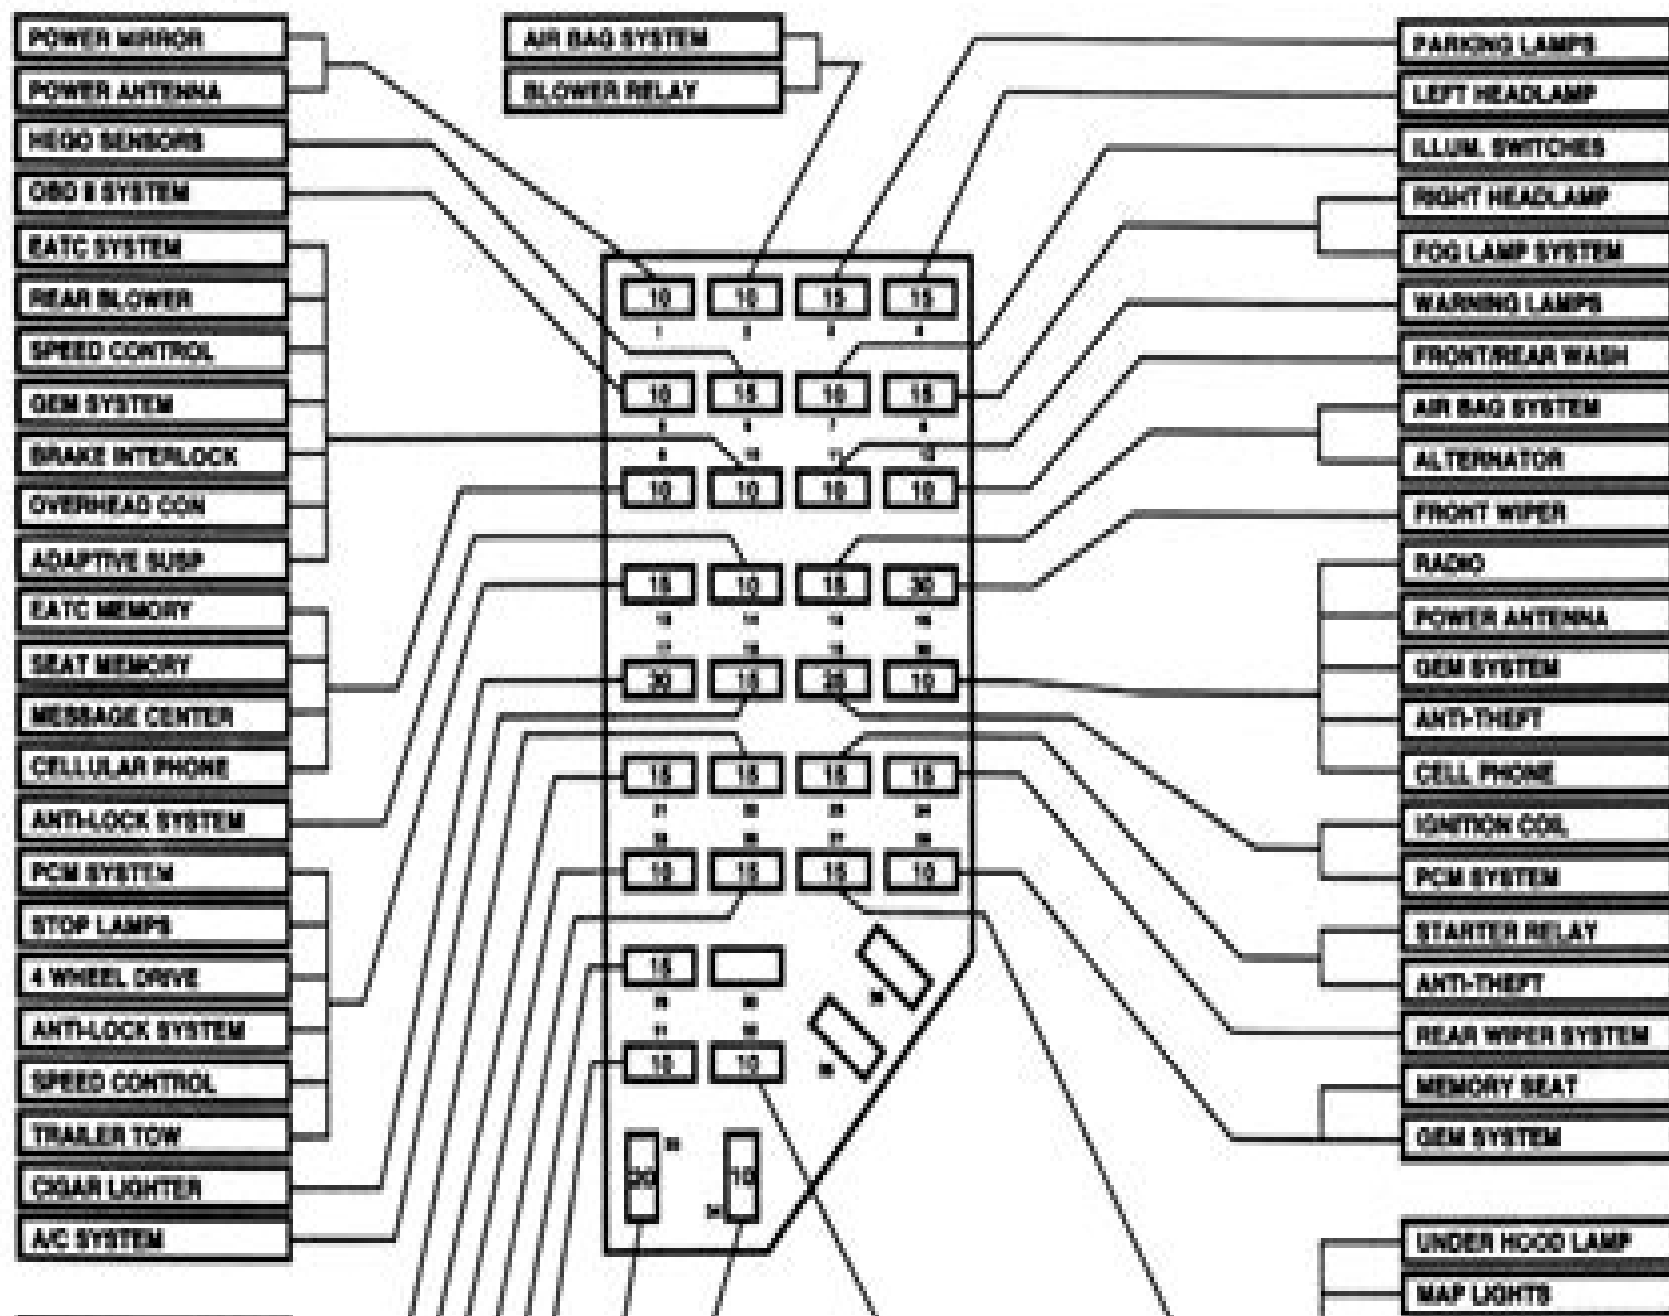 POWER MIRROR
POWER ANTENNA
HEGO SENSORS
OBD II SYSTEM
EATC SYSTEM
REAR BLOWER
SPEED CONTROL
GEM SYSTEM
BRAKE INTERLOCK
OVERHEAD CON
ADAPTIVE SUSP
EATC MEMORY
SEAT MEMORY
MESSAGE CENTER
CELLULAR PHONE
ANTI-LOCK SYSTEM
PCM SYSTEM
STOP LAMPS
4 WHEEL DRIVE
ANTI-LOCK SYSTEM
SPEED CONTROL
TRAILER TOW
CIGAR LIGHTER
A/C SYSTEM
AIR BAG SYSTEM
BLOWER RELAY
10 10 15 15
10 15 10 15
10 11 12
10 10 10 10
15 10 15 30
30 15 25 10
15 15 15 15
10 15 15 10
15
10 10
20 10
PARKING LAMPS
LEFT HEADLAMP
ILLUM. SWITCHES
RIGHT HEADLAMP
FOG LAMP SYSTEM
WARNING LAMPS
FRONT/REAR WASH
AIR BAG SYSTEM
ALTERNATOR
FRONT WIPER
RADIO
POWER ANTENNA
GEM SYSTEM
ANTI-THEFT
CELL PHONE
IGNITION COIL
PCM SYSTEM
STARTER RELAY
ANTI-THEFT
REAR WIPER SYSTEM
MEMORY SEAT
GEM SYSTEM
UNDER HOOD LAMP
MAP LIGHTS